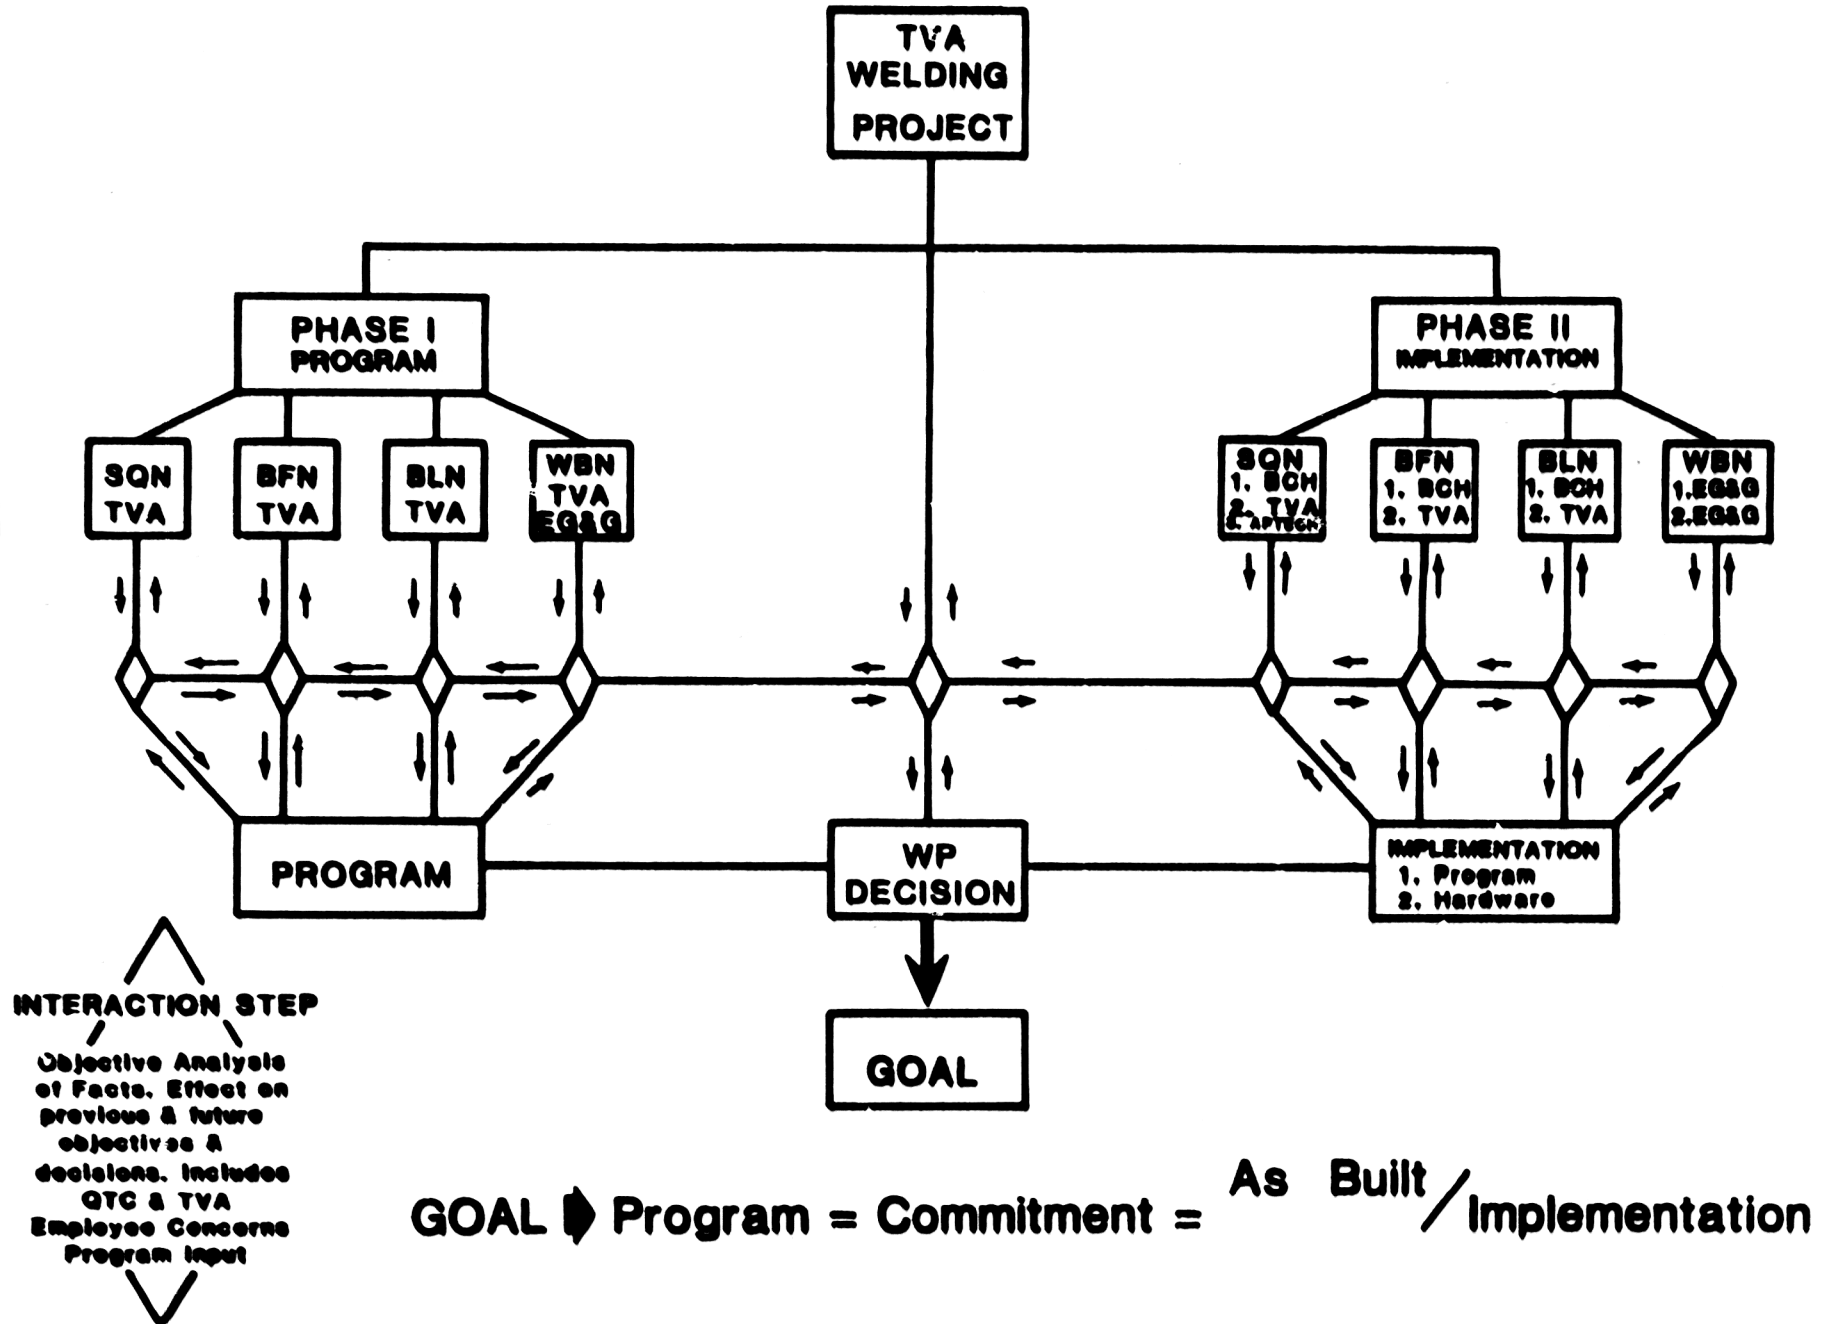 TVA
WELDING
PROJECT
PHASE I
PROGRAM
PHASE II
IMPLEMENTATION
SQN
TVA
BFN
TVA
BLN
TVA
WBN
TVA
EG&G
SQN
1. BCH
2. TVA
3. APTECH
BFN
1. BCH
2. TVA
BLN
1. BCH
2. TVA
WBN
1.EG&G
2.EG&G
PROGRAM
WP
DECISION
IMPLEMENTATION
1. Program
2. Hardware
GOAL
INTERACTION STEP
Objective Analysis
of Facts. Effect on
previous & future
objectives &
decisions. Includes
QTC & TVA
Employee Concerns
Program Input
GOAL Program = Commitment = As Built / Implementation